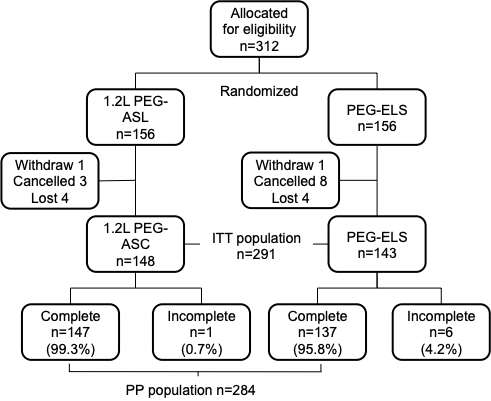 Allocated
for eligibility
n=312
Randomized
1.2L PEG-
ASL
n=156
PEG-ELS
n=156
Withdraw 1
Cancelled 3
Lost 4
Withdraw 1
Cancelled 8
Lost 4
1.2L PEG-
ASC
n=148
ITT population
n=291
PEG-ELS
n=143
Complete
n=147
(99.3%)
Incomplete
n=1
(0.7%)
Complete
n=137
(95.8%)
Incomplete
n=6
(4.2%)
PP population n=284